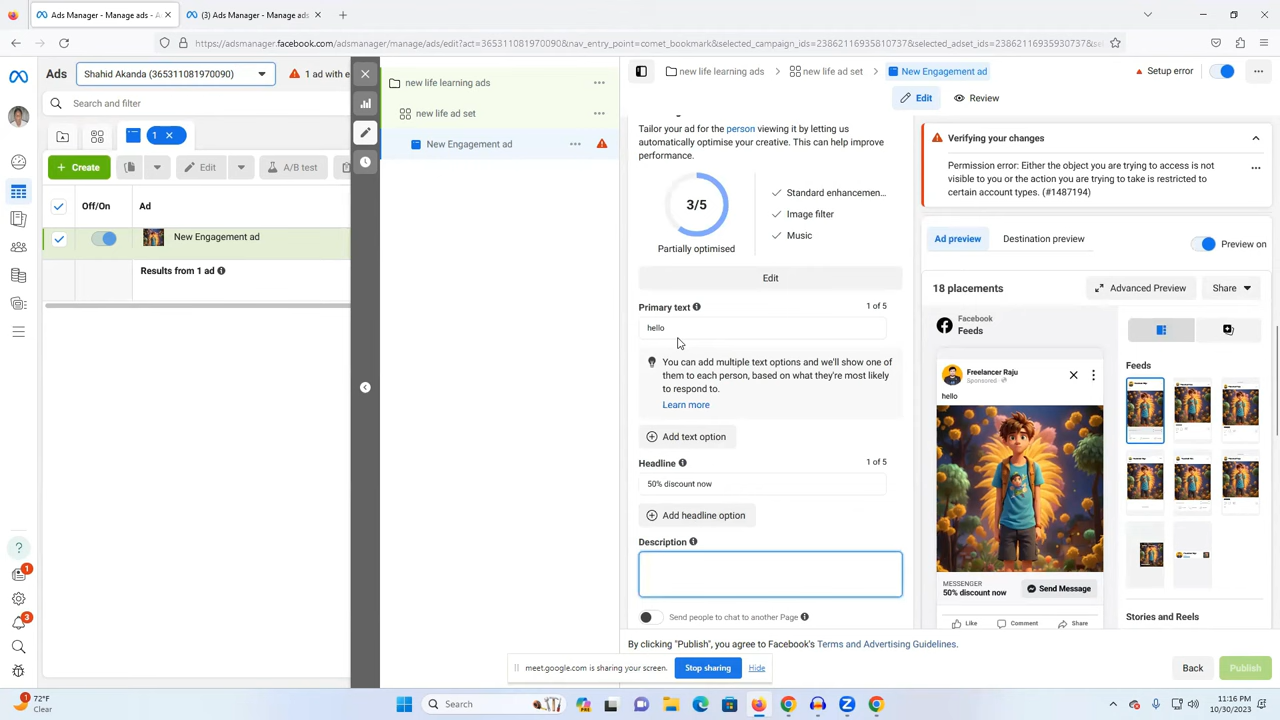 Ads Manager - Manage ads - A
(3) Ads Manager - Manage ads
https://adsmanager.facebook.com/adsmanager/manage/ads/edit?act=365311081970090&nav_entry_point=comet_bookmark&selected_campaign_ids=23862116935810737&selected_adset_ids=23862116935930737&s
Ads
Shahid Akanda (365311081970090)
1 ad with e
Search and filter
1
Create
Edit
A/B test
Off/On
Ad
New Engagement ad
Results from 1 ad
1
3
new life learning ads
new life ad set
New Engagement ad
new life learning ads
new life ad set
New Engagement ad
Setup error
Edit
Review
Tailor your ad for the person viewing it by letting us
automatically optimise your creative. This can help improve
performance.
3/5
Partially optimised
Standard enhancemen...
Image filter
Music
Edit
Primary text
1 of 5
hello
You can add multiple text options and we'll show one of
them to each person, based on what they're most likely
to respond to.
Learn more
Add text option
Headline
1 of 5
50% discount now
Add headline option
Description
Send people to chat to another Page
Verifying your changes
Permission error: Either the object you are trying to access is not
visible to you or the action you are trying to take is restricted to
certain account types. (#1487194)
Ad preview
Destination preview
Preview on
18 placements
Advanced Preview
Share
Facebook
Feeds
Freelancer Raju
Sponsored
hello
MESSENGER
50% discount now
Send Message
Like
Comment
Share
Feeds
Stories and Reels
By clicking "Publish", you agree to Facebook's Terms and Advertising Guidelines.
meet.google.com is sharing your screen.
Stop sharing
Hide
Back
Publish
1
72°F
Clear
Search
11:16 PM
10/30/2023